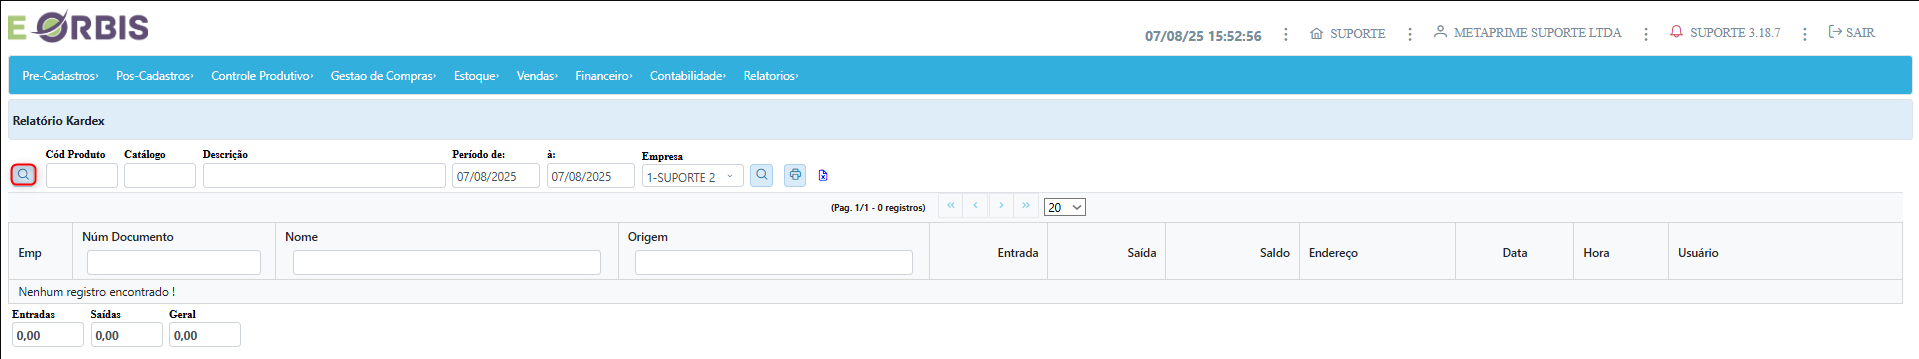 E-ORBIS
07/08/25 15:52:56 SUPORTE METAPRIME SUPORTE LTDA SUPORTE 3.18.7 SAIR
Pre-Cadastros Pos-Cadastros Controle Produtivo Gestao de Compras Estoque Vendas Financeiro Contabilidade Relatorios
Relatório Kardex
Cód Produto Catálogo Descrição Período de: à: Empresa
07/08/2025 07/08/2025 1-SUPORTE 2
(Pag. 1/1 - 0 registros) 20
Emp Núm Documento Nome Origem Entrada Saída Saldo Endereço Data Hora Usuário
Nenhum registro encontrado !
Entradas Saídas Geral
0,00 0,00 0,00